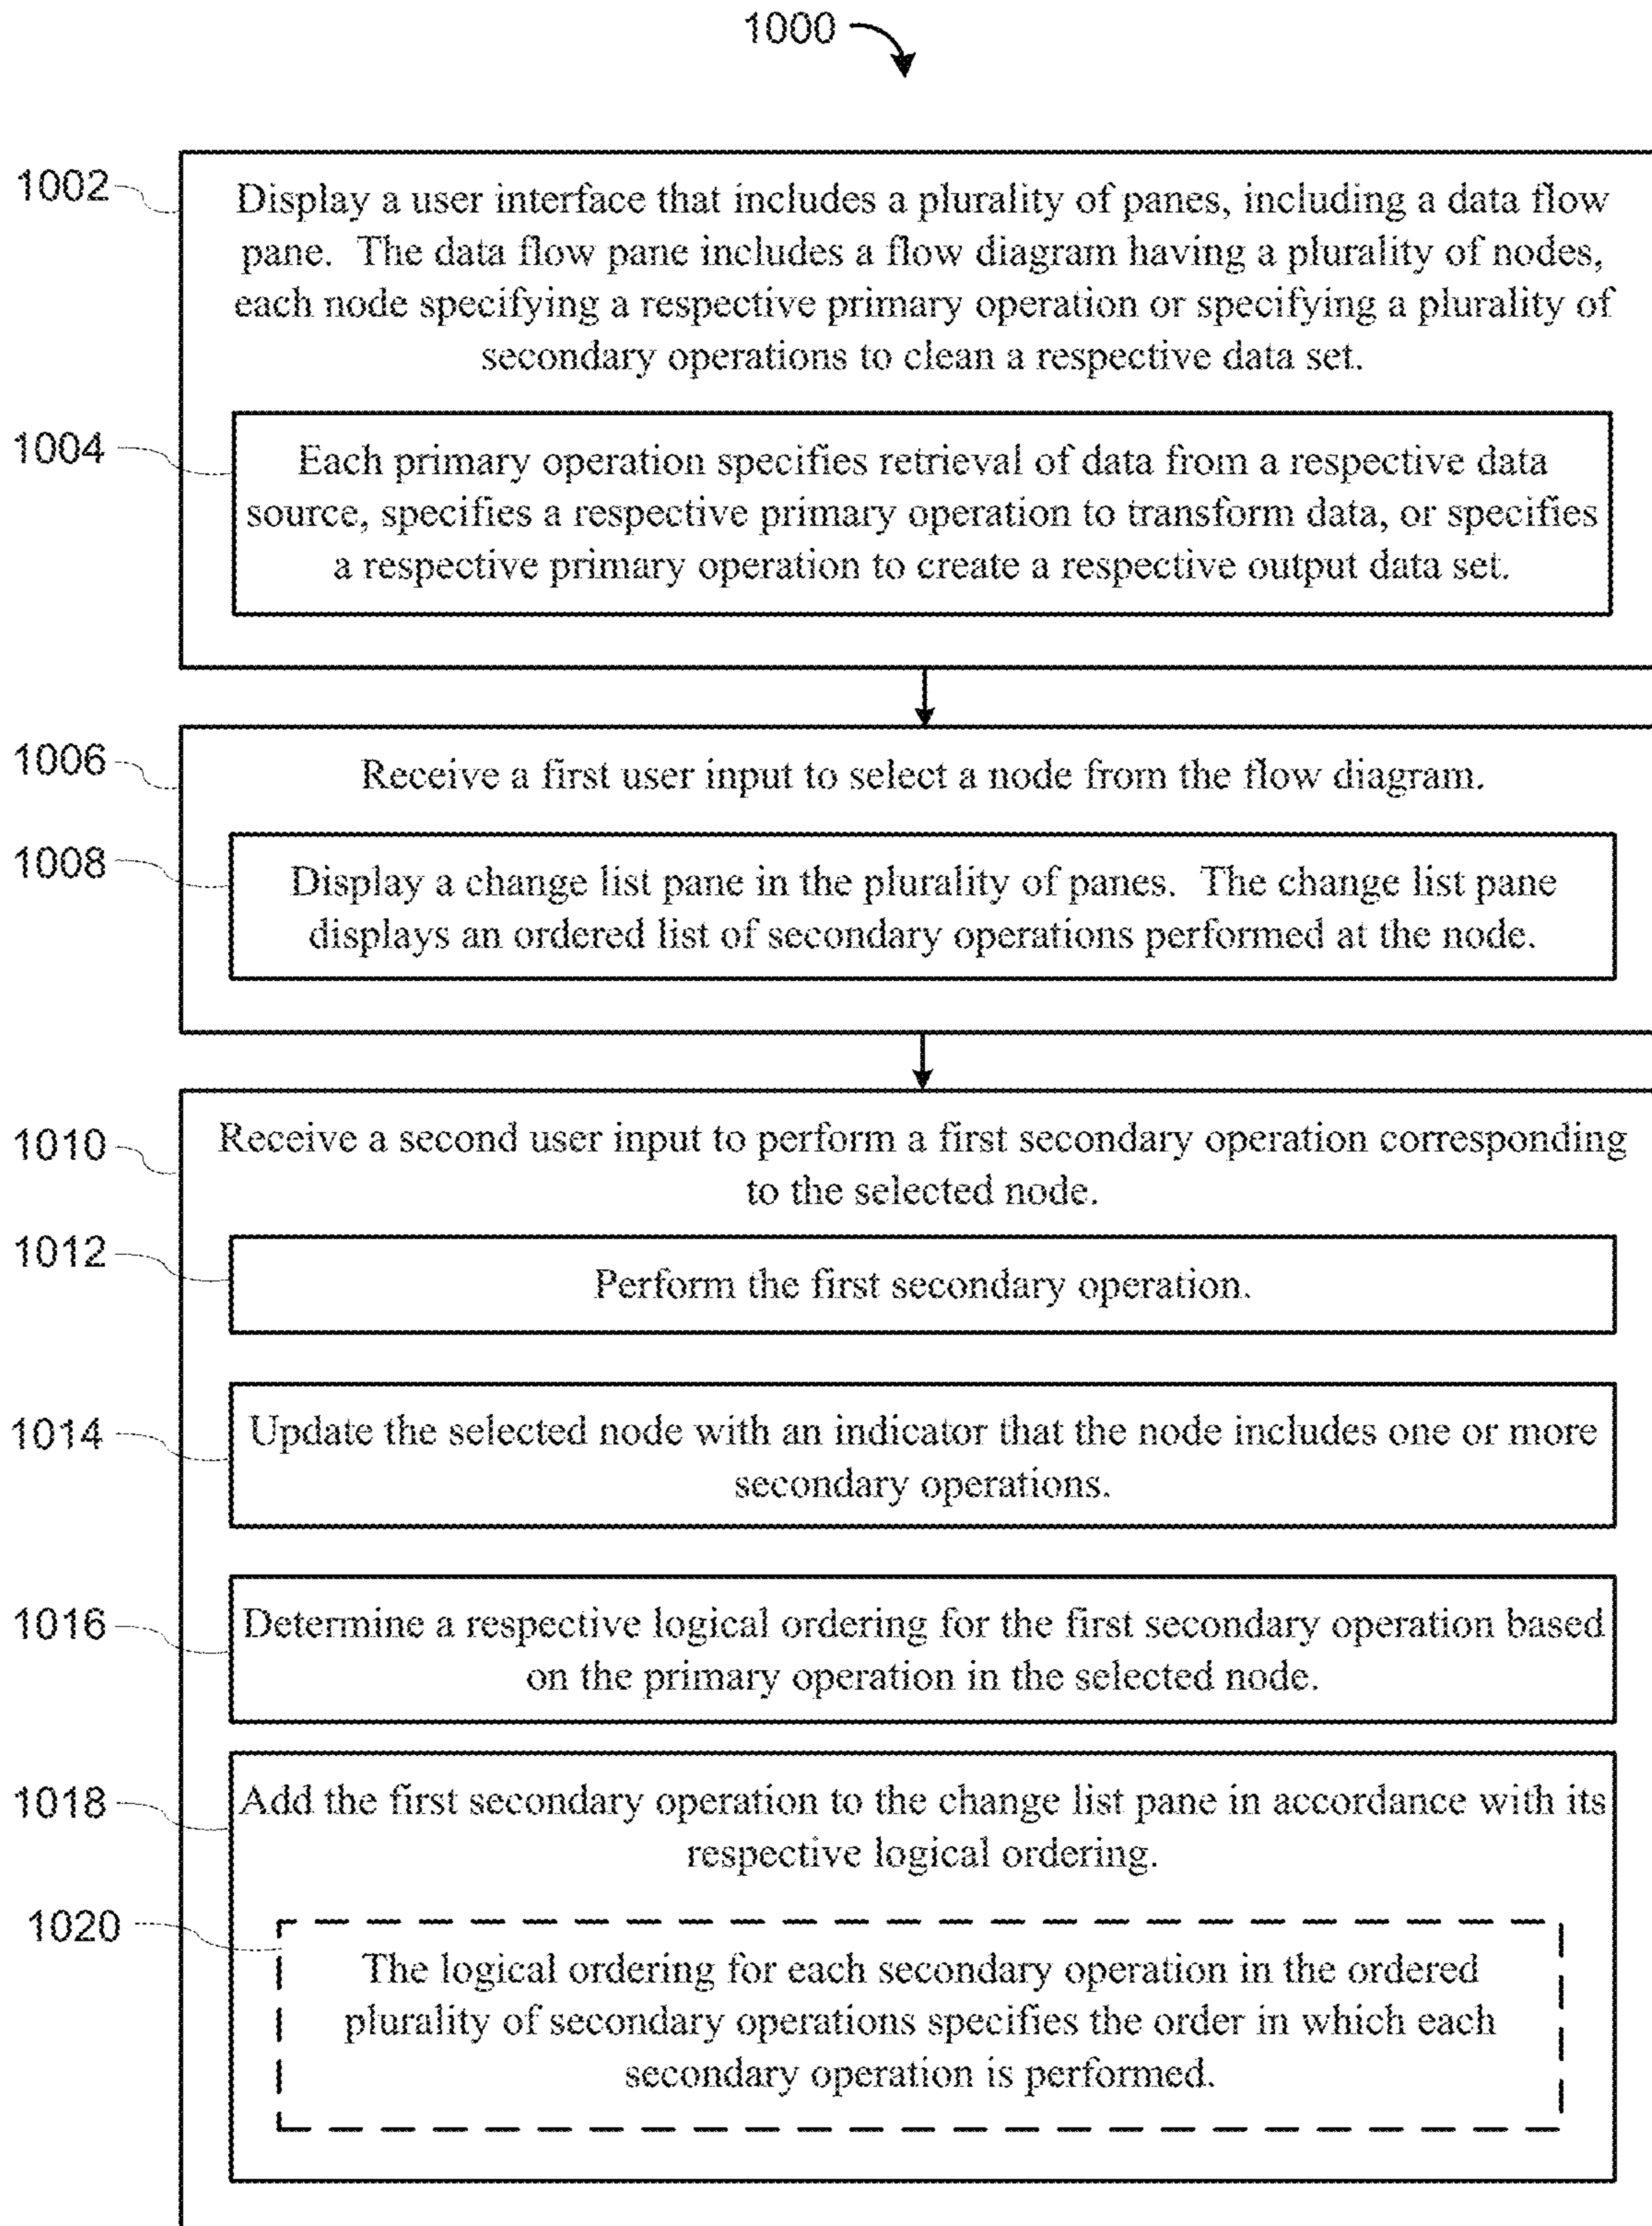 1000
1002
Display a user interface that includes a plurality of panes, including a data flow
pane. The data flow pane includes a flow diagram having a plurality of nodes,
each node specifying a respective primary operation or specifying a plurality of
secondary operations to clean a respective data set.
1004
Each primary operation specifies retrieval of data from a respective data
source, specifies a respective primary operation to transform data, or specifies
a respective primary operation to create a respective output data set.
1006
Receive a first user input to select a node from the flow diagram.
1008
Display a change list pane in the plurality of panes. The change list pane
displays an ordered list of secondary operations performed at the node.
1010
Receive a second user input to perform a first secondary operation corresponding
to the selected node.
1012
Perform the first secondary operation.
1014
Update the selected node with an indicator that the node includes one or more
secondary operations.
1016
Determine a respective logical ordering for the first secondary operation based
on the primary operation in the selected node.
1018
Add the first secondary operation to the change list pane in accordance with its
respective logical ordering.
1020
The logical ordering for each secondary operation in the ordered
plurality of secondary operations specifies the order in which each
secondary operation is performed.